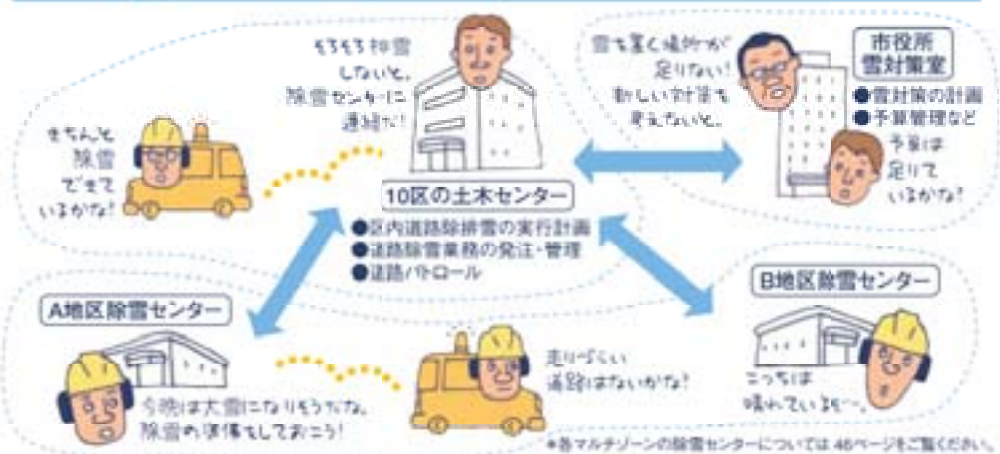 そろそろ排雪
しないと。
除雪センターに
連絡だ!
雪を置く場所が
足りない!
新しい対策を
考えないと。
市役所
雪対策室
●雪対策の計画
●予算管理など
予算は
足りて
いるかな?
きちんと
除雪
できて
いるかな?
10区の土木センター
●区内道路除排雪の実行計画
●道路除雪業務の発注・管理
●道路パトロール
A地区除雪センター
今晩は大雪になりそうだな。
除雪の準備をしておこう!
走りづらい
道路はないかな?
B地区除雪センター
こっちは
晴れているぞ〜。
*各マルチゾーンの除雪センターについては46ページをご覧ください。